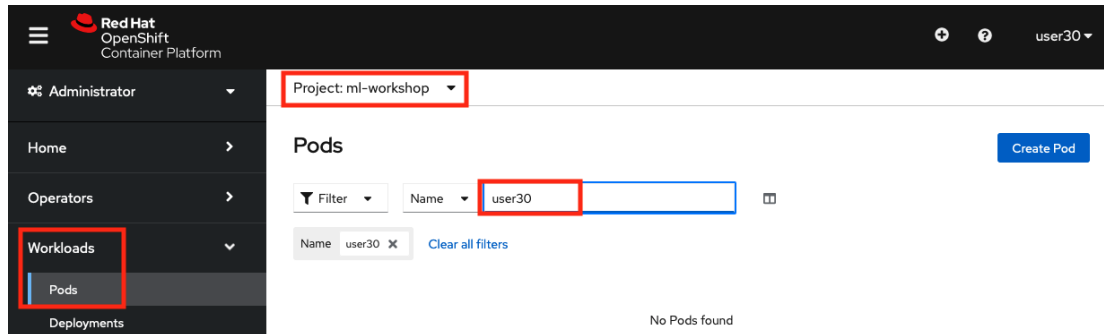 Red Hat
OpenShift
Container Platform
user30
Administrator
Project: ml-workshop
Home
Pods
Create Pod
Operators
Filter
Name
user30
Workloads
Name user30
Clear all filters
Pods
Deployments
No Pods found